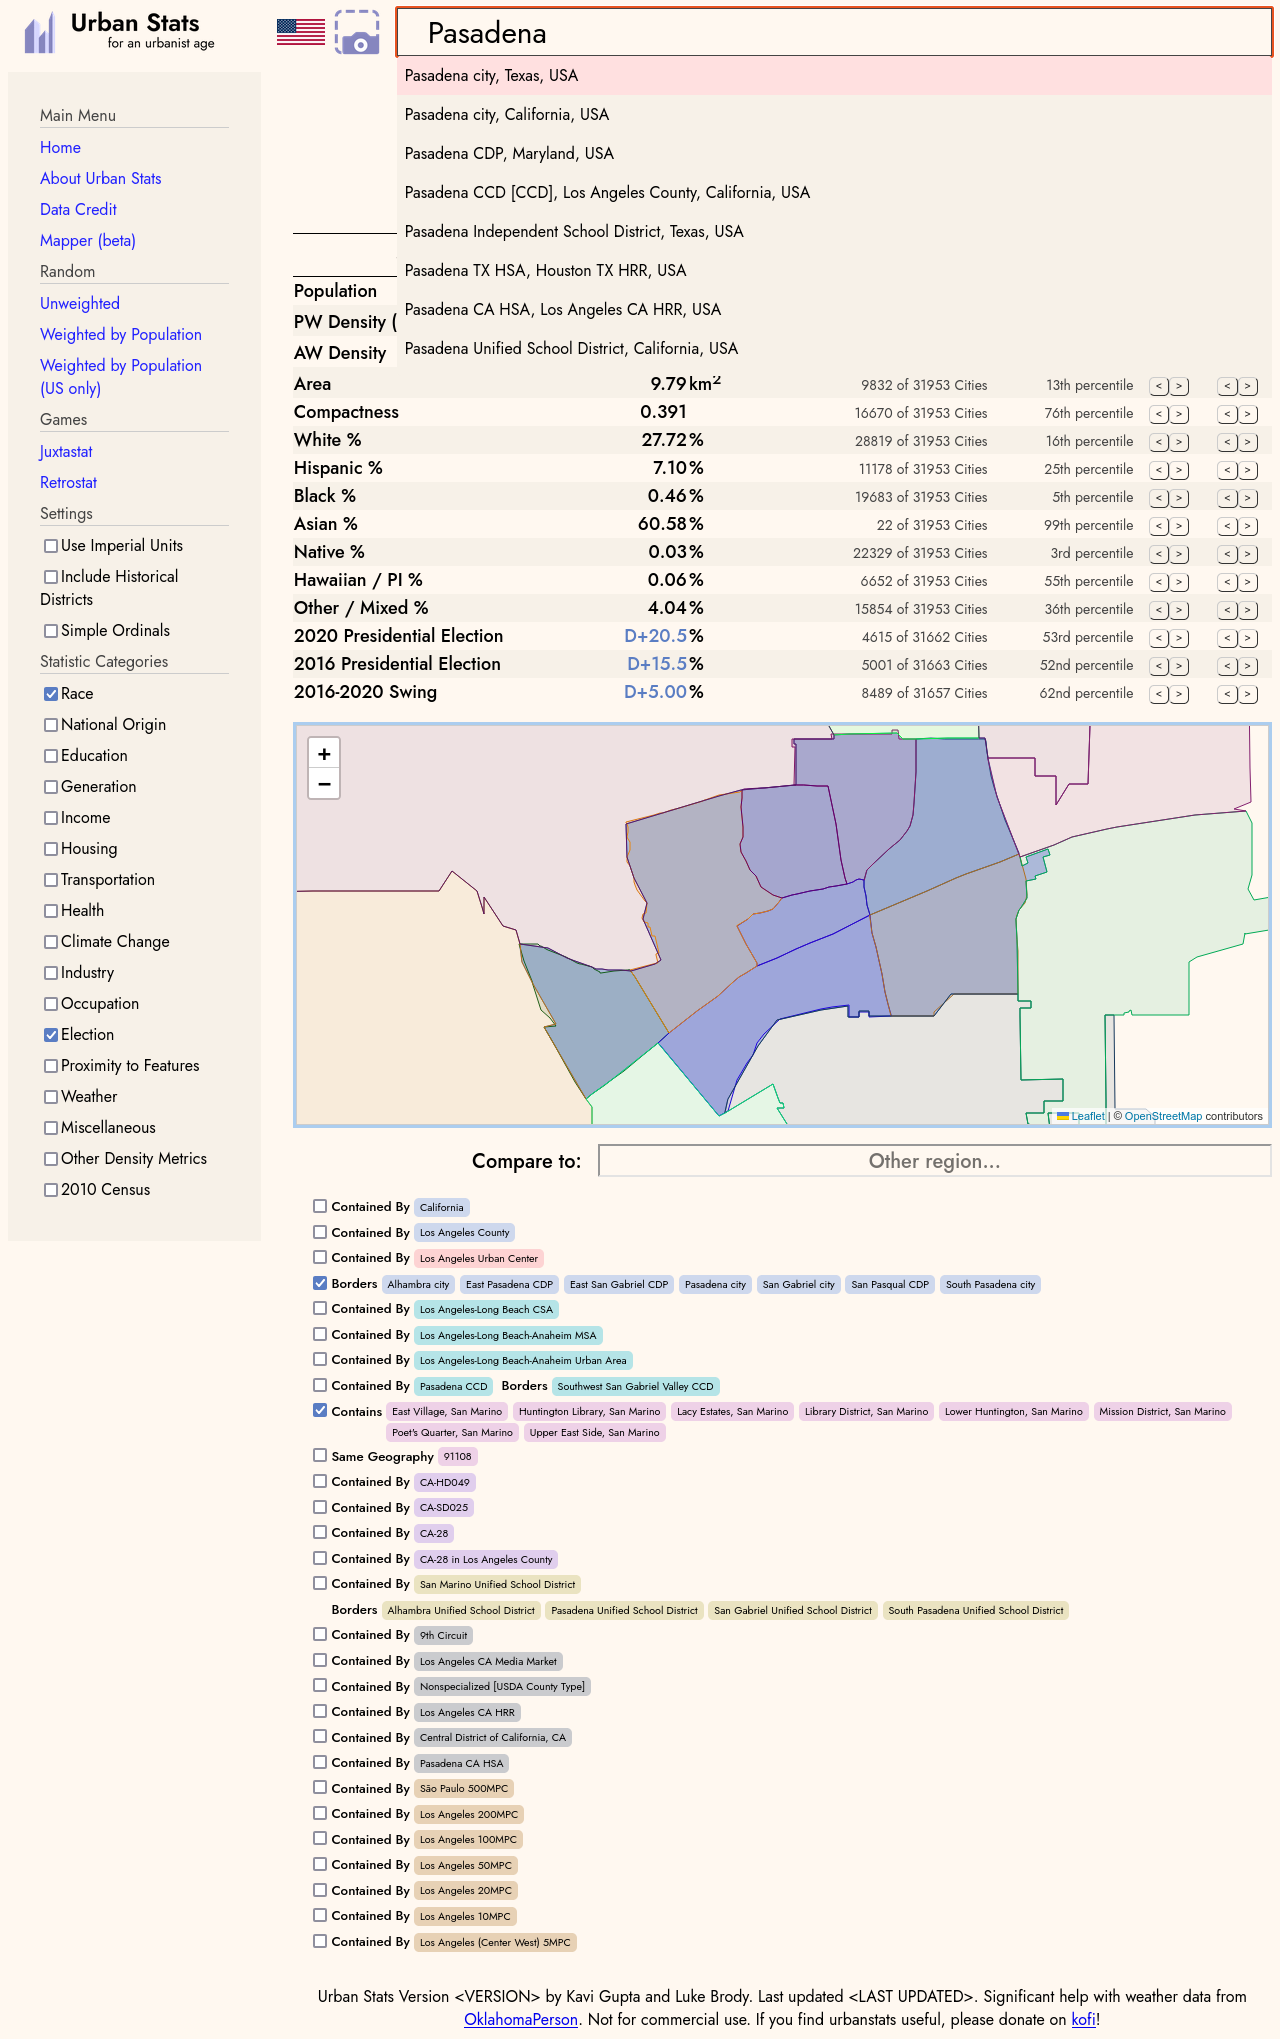 Urban Stats
for an urbanist age
Pasadena
Pasadena city, Texas, USA
Pasadena city, California, USA
Pasadena CDP, Maryland, USA
Pasadena CCD [CCD], Los Angeles County, California, USA
Pasadena Independent School District, Texas, USA
Pasadena TX HSA, Houston TX HRR, USA
Pasadena CA HSA, Los Angeles CA HRR, USA
Pasadena Unified School District, California, USA
Main Menu
Home
About Urban Stats
Data Credit
Mapper (beta)
Random
Unweighted
Weighted by Population
Weighted by Population
(US only)
Games
Juxtastat
Retrostat
Settings
Use Imperial Units
Include Historical
Districts
Simple Ordinals
Statistic Categories
Race
National Origin
Education
Generation
Income
Housing
Transportation
Health
Climate Change
Industry
Occupation
Election
Proximity to Features
Weather
Miscellaneous
Other Density Metrics
2010 Census
Population
PW Density (
AW Density
Area 9.79 km² 9832 of 31953 Cities 13th percentile < > < >
Compactness 0.391 16670 of 31953 Cities 76th percentile < > < >
White % 27.72% 28819 of 31953 Cities 16th percentile < > < >
Hispanic % 7.10% 11178 of 31953 Cities 25th percentile < > < >
Black % 0.46% 19683 of 31953 Cities 5th percentile < > < >
Asian % 60.58% 22 of 31953 Cities 99th percentile < > < >
Native % 0.03% 22329 of 31953 Cities 3rd percentile < > < >
Hawaiian / PI % 0.06% 6652 of 31953 Cities 55th percentile < > < >
Other / Mixed % 4.04% 15854 of 31953 Cities 36th percentile < > < >
2020 Presidential Election D+20.5% 4615 of 31662 Cities 53rd percentile < > < >
2016 Presidential Election D+15.5% 5001 of 31663 Cities 52nd percentile < > < >
2016-2020 Swing D+5.00% 8489 of 31657 Cities 62nd percentile < > < >
+
−
Leaflet | © OpenStreetMap contributors
Compare to: Other region...
Contained By California
Contained By Los Angeles County
Contained By Los Angeles Urban Center
Borders Alhambra city East Pasadena CDP East San Gabriel CDP Pasadena city San Gabriel city San Pasqual CDP South Pasadena city
Contained By Los Angeles-Long Beach CSA
Contained By Los Angeles-Long Beach-Anaheim MSA
Contained By Los Angeles-Long Beach-Anaheim Urban Area
Contained By Pasadena CCD Borders Southwest San Gabriel Valley CCD
Contains East Village, San Marino Huntington Library, San Marino Lacy Estates, San Marino Library District, San Marino Lower Huntington, San Marino Mission District, San Marino
Poet's Quarter, San Marino Upper East Side, San Marino
Same Geography 91108
Contained By CA-HD049
Contained By CA-SD025
Contained By CA-28
Contained By CA-28 in Los Angeles County
Contained By San Marino Unified School District
Borders Alhambra Unified School District Pasadena Unified School District San Gabriel Unified School District South Pasadena Unified School District
Contained By 9th Circuit
Contained By Los Angeles CA Media Market
Contained By Nonspecialized [USDA County Type]
Contained By Los Angeles CA HRR
Contained By Central District of California, CA
Contained By Pasadena CA HSA
Contained By São Paulo 500MPC
Contained By Los Angeles 200MPC
Contained By Los Angeles 100MPC
Contained By Los Angeles 50MPC
Contained By Los Angeles 20MPC
Contained By Los Angeles 10MPC
Contained By Los Angeles (Center West) 5MPC
Urban Stats Version <VERSION> by Kavi Gupta and Luke Brody. Last updated <LAST UPDATED>. Significant help with weather data from
OklahomaPerson. Not for commercial use. If you find urbanstats useful, please donate on kofi!